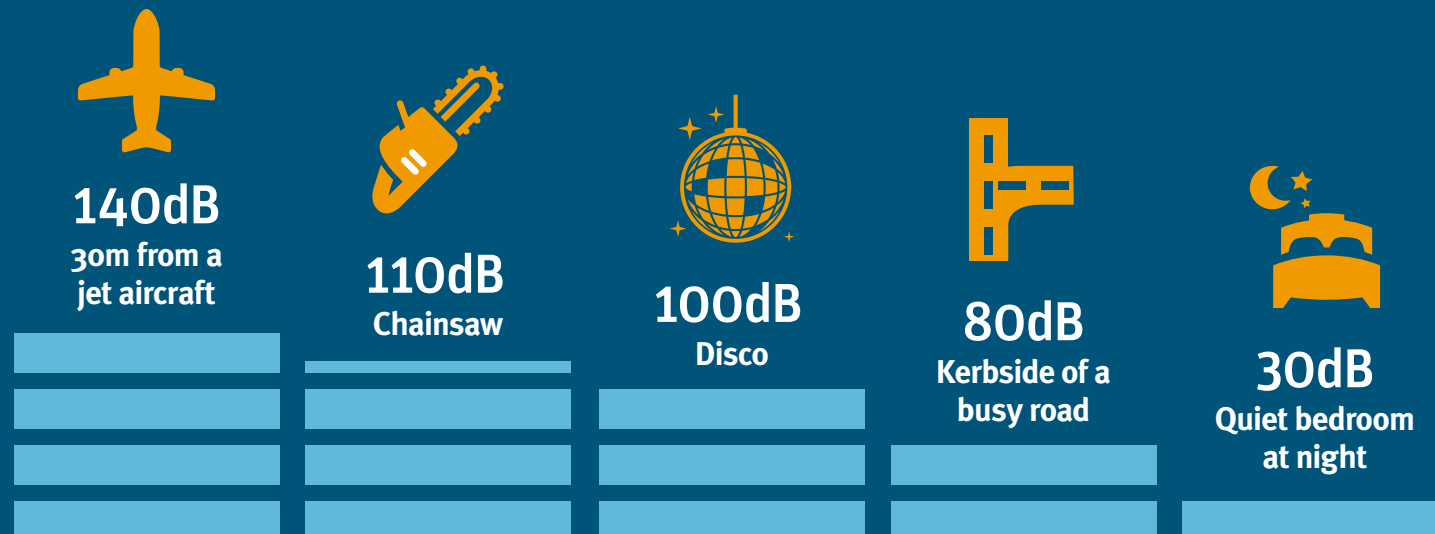 140dB
30m from a
jet aircraft
110dB
Chainsaw
100dB
Disco
80dB
Kerbside of a
busy road
30dB
Quiet bedroom
at night